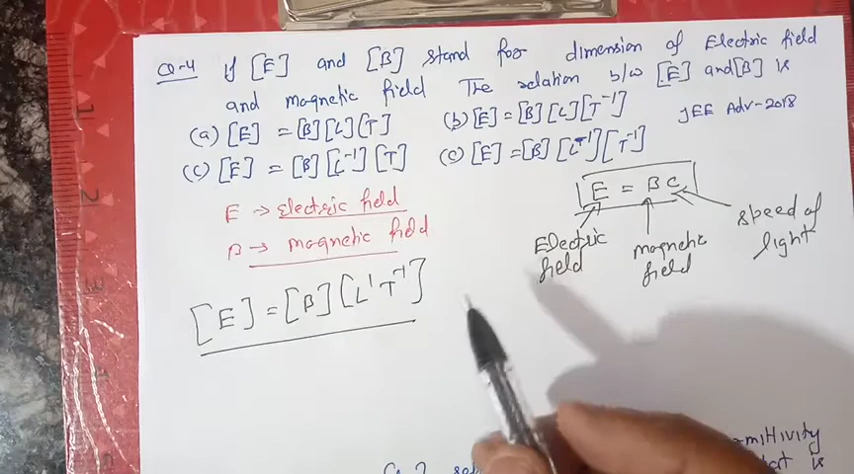 Q-4 If [E] and [B] stand for dimension of Electric field
and magnetic field The relation b/w [E] and [B] is
(a) [E] = [B][L][T] (b) [E] = [B][L][T⁻¹] JEE Adv-2018
(c) [E] = [B][L⁻¹][T] (c) [E] = [B][L⁻¹][T⁻¹]
E → electric field
B → magnetic field
E = BC
Electric field
magnetic field
speed of light
[E] = [B][L¹T⁻¹]